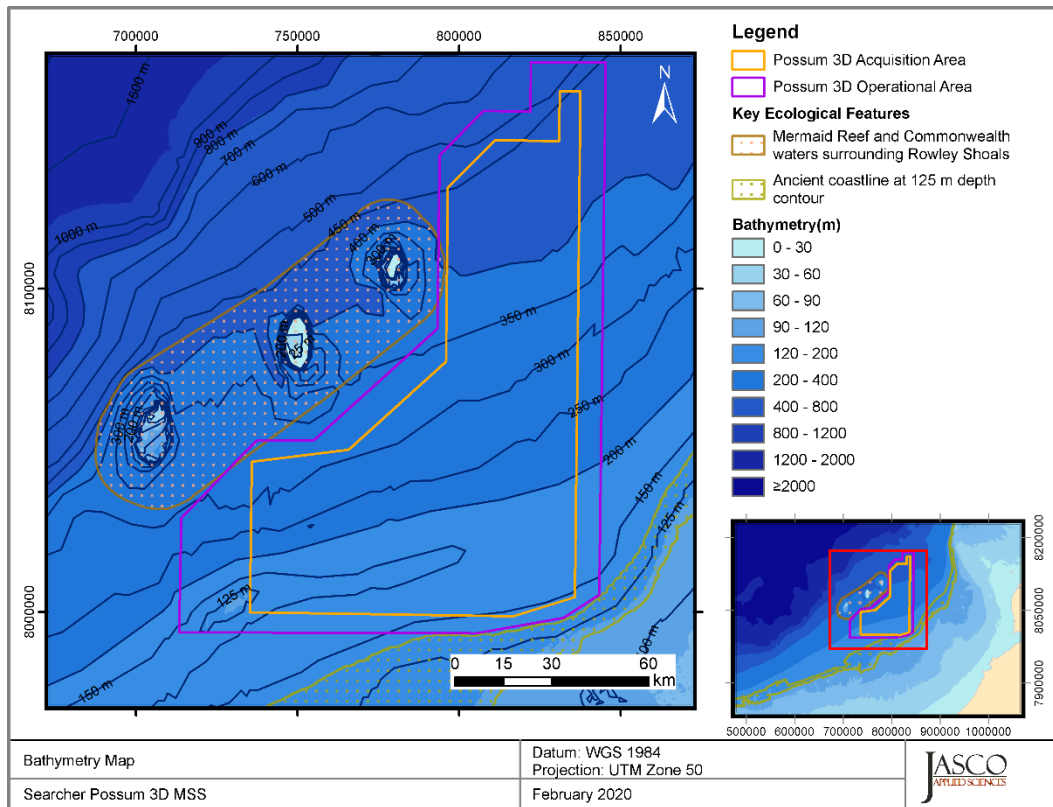 700000
750000
800000
850000
8100000
8000000
1500 m
900 m
800 m
700 m
600 m
1000 m
500 m
450 m
400 m
300 m
200 m
300 m
200 m
350 m
300 m
250 m
200 m
150 m
125 m
125 m
150 m
N
0 15 30 60
km
Legend
Possum 3D Acquisition Area
Possum 3D Operational Area
Key Ecological Features
Mermaid Reef and Commonwealth
waters surrounding Rowley Shoals
Ancient coastline at 125 m depth
contour
Bathymetry(m)
0 - 30
30 - 60
60 - 90
90 - 120
120 - 200
200 - 400
400 - 800
800 - 1200
1200 - 2000
≥2000
8200000
8050000
7900000
500000 600000 700000 800000 900000 1000000
Bathymetry Map
Searcher Possum 3D MSS
Datum: WGS 1984
Projection: UTM Zone 50
February 2020
JASCO
APPLIED SCIENCES